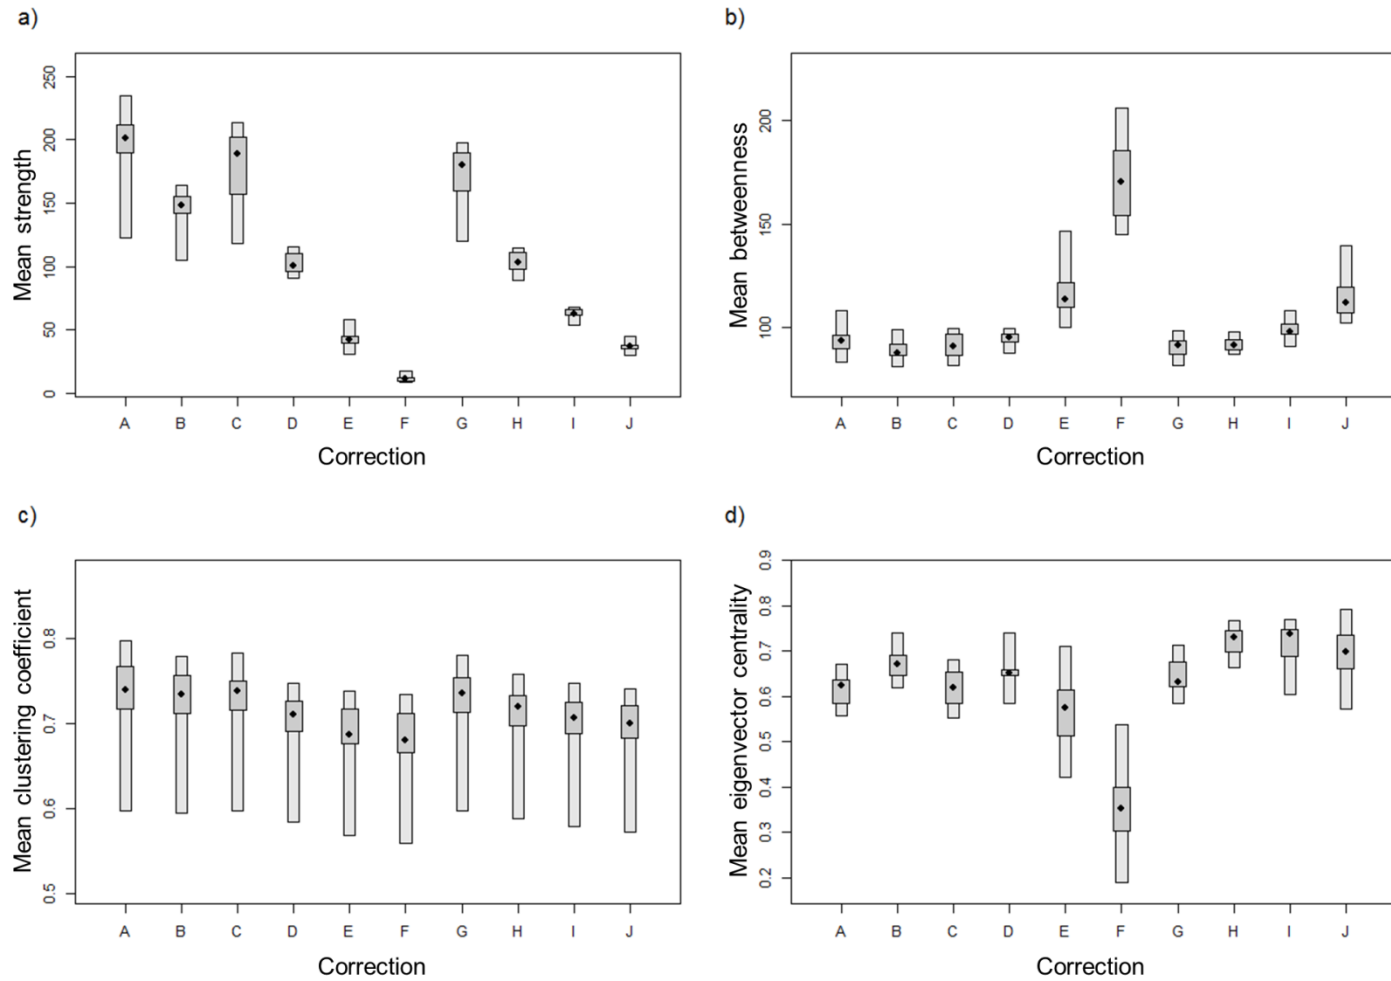 a)
Mean strength
250
200
150
100
50
0
A B C D E F G H I J
Correction
b)
Mean betweenness
200
150
100
A B C D E F G H I J
Correction
c)
Mean clustering coefficient
0.8
0.7
0.6
0.5
A B C D E F G H I J
Correction
d)
Mean eigenvector centrality
0.9
0.8
0.7
0.6
0.5
0.4
0.3
0.2
A B C D E F G H I J
Correction